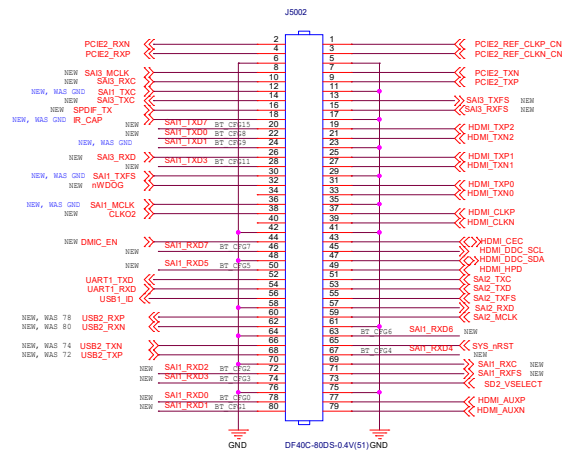 J5002
PCIE2_RXN 2 1 PCIE2_REF_CLKP_CN
PCIE2_RXP 4 3 PCIE2_REF_CLKN_CN
6 5
NEW SAI3_MCLK 8 7 PCIE2_TXN
NEW SAI3_RXC 10 9 PCIE2_TXP
NEW, WAS GND SAI1_TXC 12 11
NEW SAI3_TXC 14 13 SAI3_TXFS NEW
NEW SPDIF_TX 16 15 SAI3_RXFS NEW
NEW, WAS GND IR_CAP 18 17
NEW SAI1_TXD7 BT_CFG15 20 19 HDMI_TXP2
NEW SAI1_TXD0 BT_CFG8 22 21 HDMI_TXN2
NEW, WAS GND SAI1_TXD1 BT_CFG9 24 23
NEW SAI3_RXD 26 25 HDMI_TXP1
NEW SAI1_TXD3 BT_CFG11 28 27 HDMI_TXN1
NEW, WAS GND SAI1_TXFS 30 29
NEW nWDOG 32 31 HDMI_TXP0
NEW 34 33 HDMI_TXN0
NEW, WAS GND SAI1_MCLK 36 35
NEW CLKO2 38 37 HDMI_CLKP
NEW 40 39 HDMI_CLKN
42 41
NEW DMIC_EN 44 43 HDMI_CEC
NEW SAI1_RXD7 BT_CFG7 46 45 HDMI_DDC_SCL
48 47 HDMI_DDC_SDA
NEW SAI1_RXD5 BT_CFG5 50 49 HDMI_HPD
UART1_TXD 52 51 SAI2_TXC
UART1_RXD 54 53 SAI2_TXD
USB1_ID 56 55 SAI2_TXFS
58 57 SAI2_RXD
NEW, WAS 78 USB2_RXP 60 59 SAI2_MCLK
NEW, WAS 80 USB2_RXN 62 61
64 63 BT_CFG6 SAI1_RXD6 NEW
NEW, WAS 74 USB2_TXN 66 65 SYS_nRST
NEW, WAS 72 USB2_TXP 68 67 BT_CFG4 SAI1_RXD4 NEW
70 69 SAI1_RXC NEW
NEW SAI1_RXD2 BT_CFG2 72 71 SAI1_RXFS NEW
NEW SAI1_RXD3 BT_CFG3 74 73 SD2_VSELECT
76 75
NEW SAI1_RXD0 BT_CFG0 78 77 HDMI_AUXP
NEW SAI1_RXD1 BT_CFG1 80 79 HDMI_AUXN
GND DF40C-80DS-0.4V(51) GND